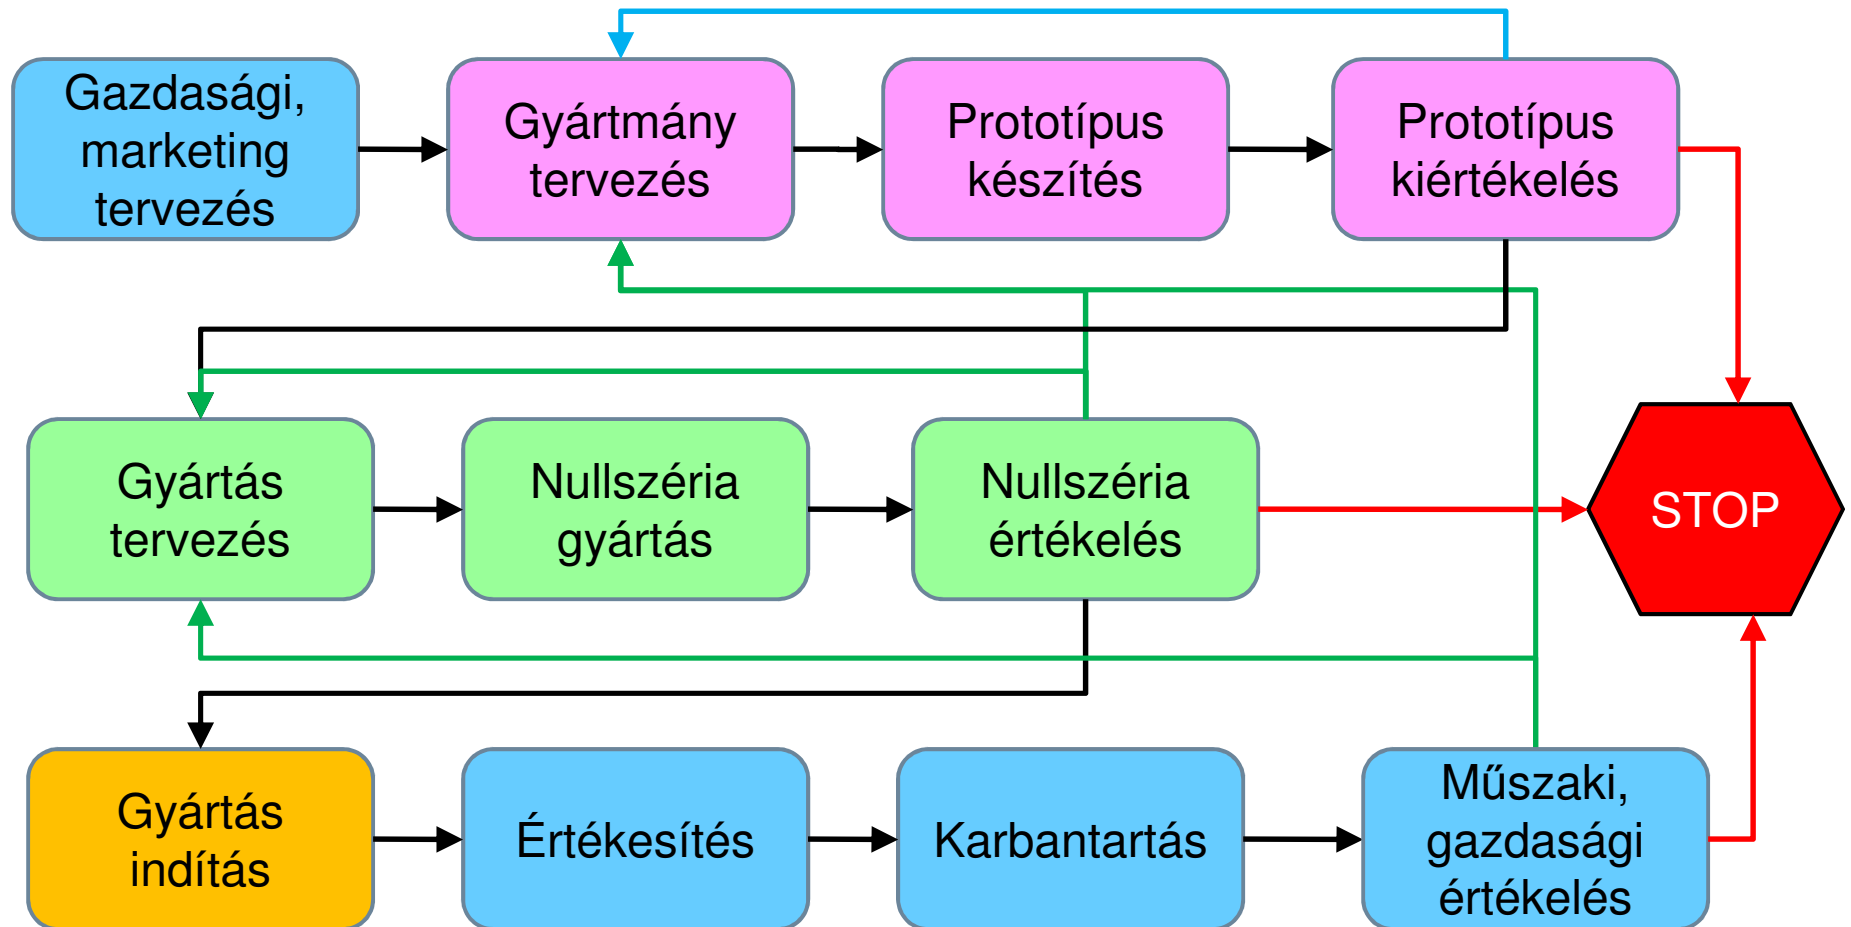 Gazdasági,
marketing
tervezés
Gyártmány
tervezés
Prototípus
készítés
Prototípus
kiértékelés
Gyártás
tervezés
Nullszéria
gyártás
Nullszéria
értékelés
STOP
Gyártás
indítás
Értékesítés
Karbantartás
Műszaki,
gazdasági
értékelés